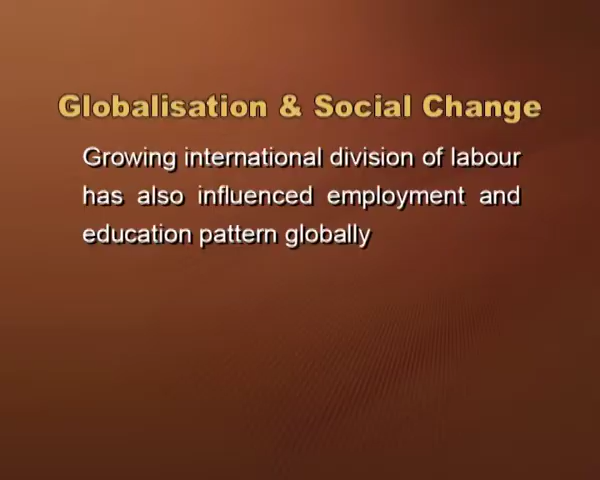 Globalisation & Social Change
Growing international division of labour
has also influenced employment and
education pattern globally